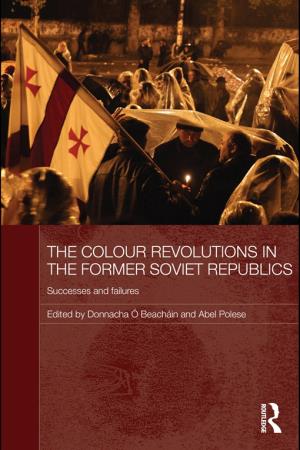 THE COLOUR REVOLUTIONS IN
THE FORMER SOVIET REPUBLICS
Successes and failures
Edited by Donnacha Ó Beacháin and Abel Polese
ROUTLEDGE